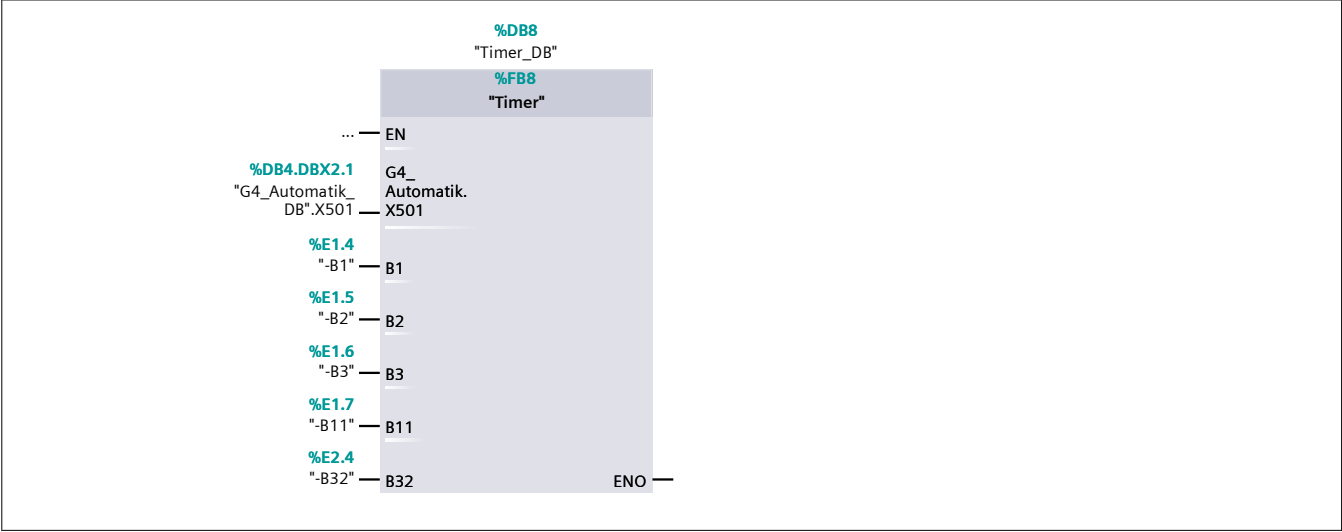 %DB8
"Timer_DB"
%FB8
"Timer"
... EN
%DB4.DBX2.1
"G4_Automatik_
DB".X501
G4_
Automatik.
X501
%E1.4
"-B1" B1
%E1.5
"-B2" B2
%E1.6
"-B3" B3
%E1.7
"-B11" B11
%E2.4
"-B32" B32 ENO